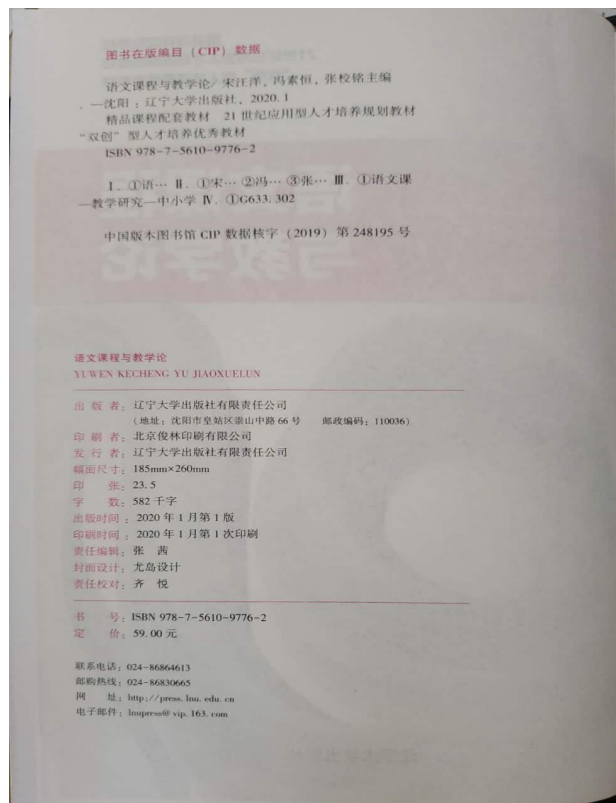 图书在版编目(CIP)数据
语文课程与教学论/宋汪洋,冯素恒,张校铭主编
.—沈阳:辽宁大学出版社,2020.1
精品课程配套教材 21世纪应用型人才培养规划教材
“双创”型人才培养优秀教材
ISBN 978-7-5610-9776-2
Ⅰ.①语… Ⅱ.①宋…②冯…③张… Ⅲ.①语文课
—教学研究—中小学 Ⅳ.①G633.302
中国版本图书馆CIP数据核字(2019)第248195号
语文课程与教学论
YUWEN KECHENG YU JIAOXUELUN
出 版 者:辽宁大学出版社有限责任公司
(地址:沈阳市皇姑区崇山中路66号 邮政编码:110036)
印 刷 者:北京俊林印刷有限公司
发 行 者:辽宁大学出版社有限责任公司
幅面尺寸:185mm×260mm
印 张:23.5
字 数:582千字
出版时间:2020年1月第1版
印刷时间:2020年1月第1次印刷
责任编辑:张 茜
封面设计:尤岛设计
责任校对:齐 悦
书 号:ISBN 978-7-5610-9776-2
定 价:59.00元
联系电话:024-86864613
邮购热线:024-86830665
网 址:http://press.lnu.edu.cn
电子邮件:lnupress@vip.163.com